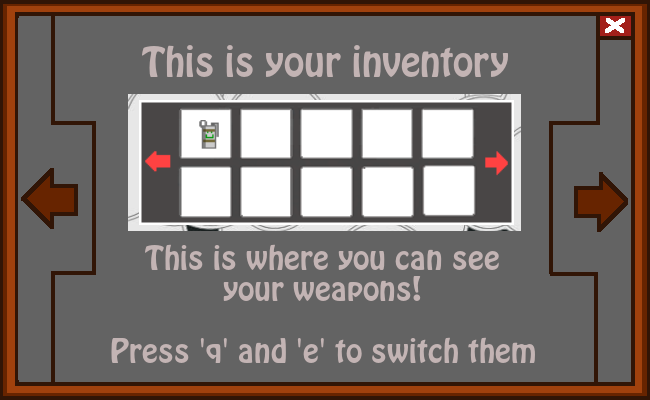 This is your inventory
This is where you can see
your weapons!
Press 'q' and 'e' to switch them